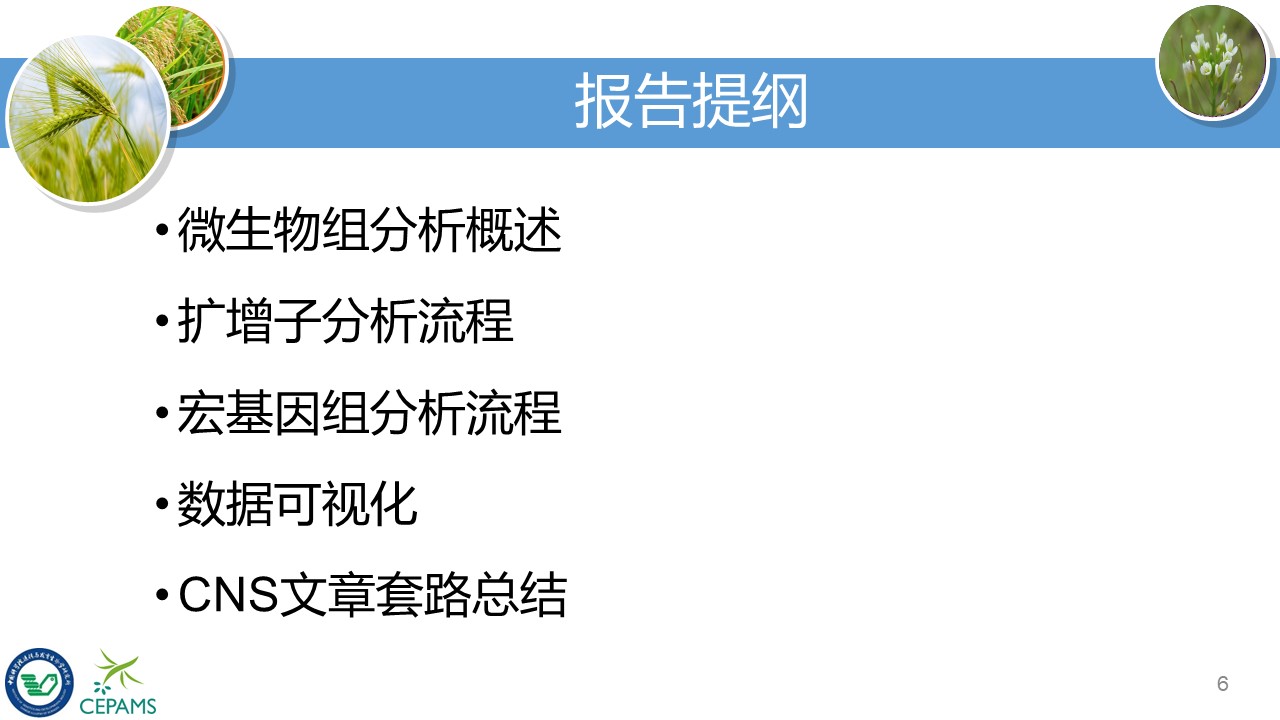 报告提纲
•微生物组分析概述
•扩增子分析流程
•宏基因组分析流程
•数据可视化
•CNS文章套路总结
CEPAMS
6